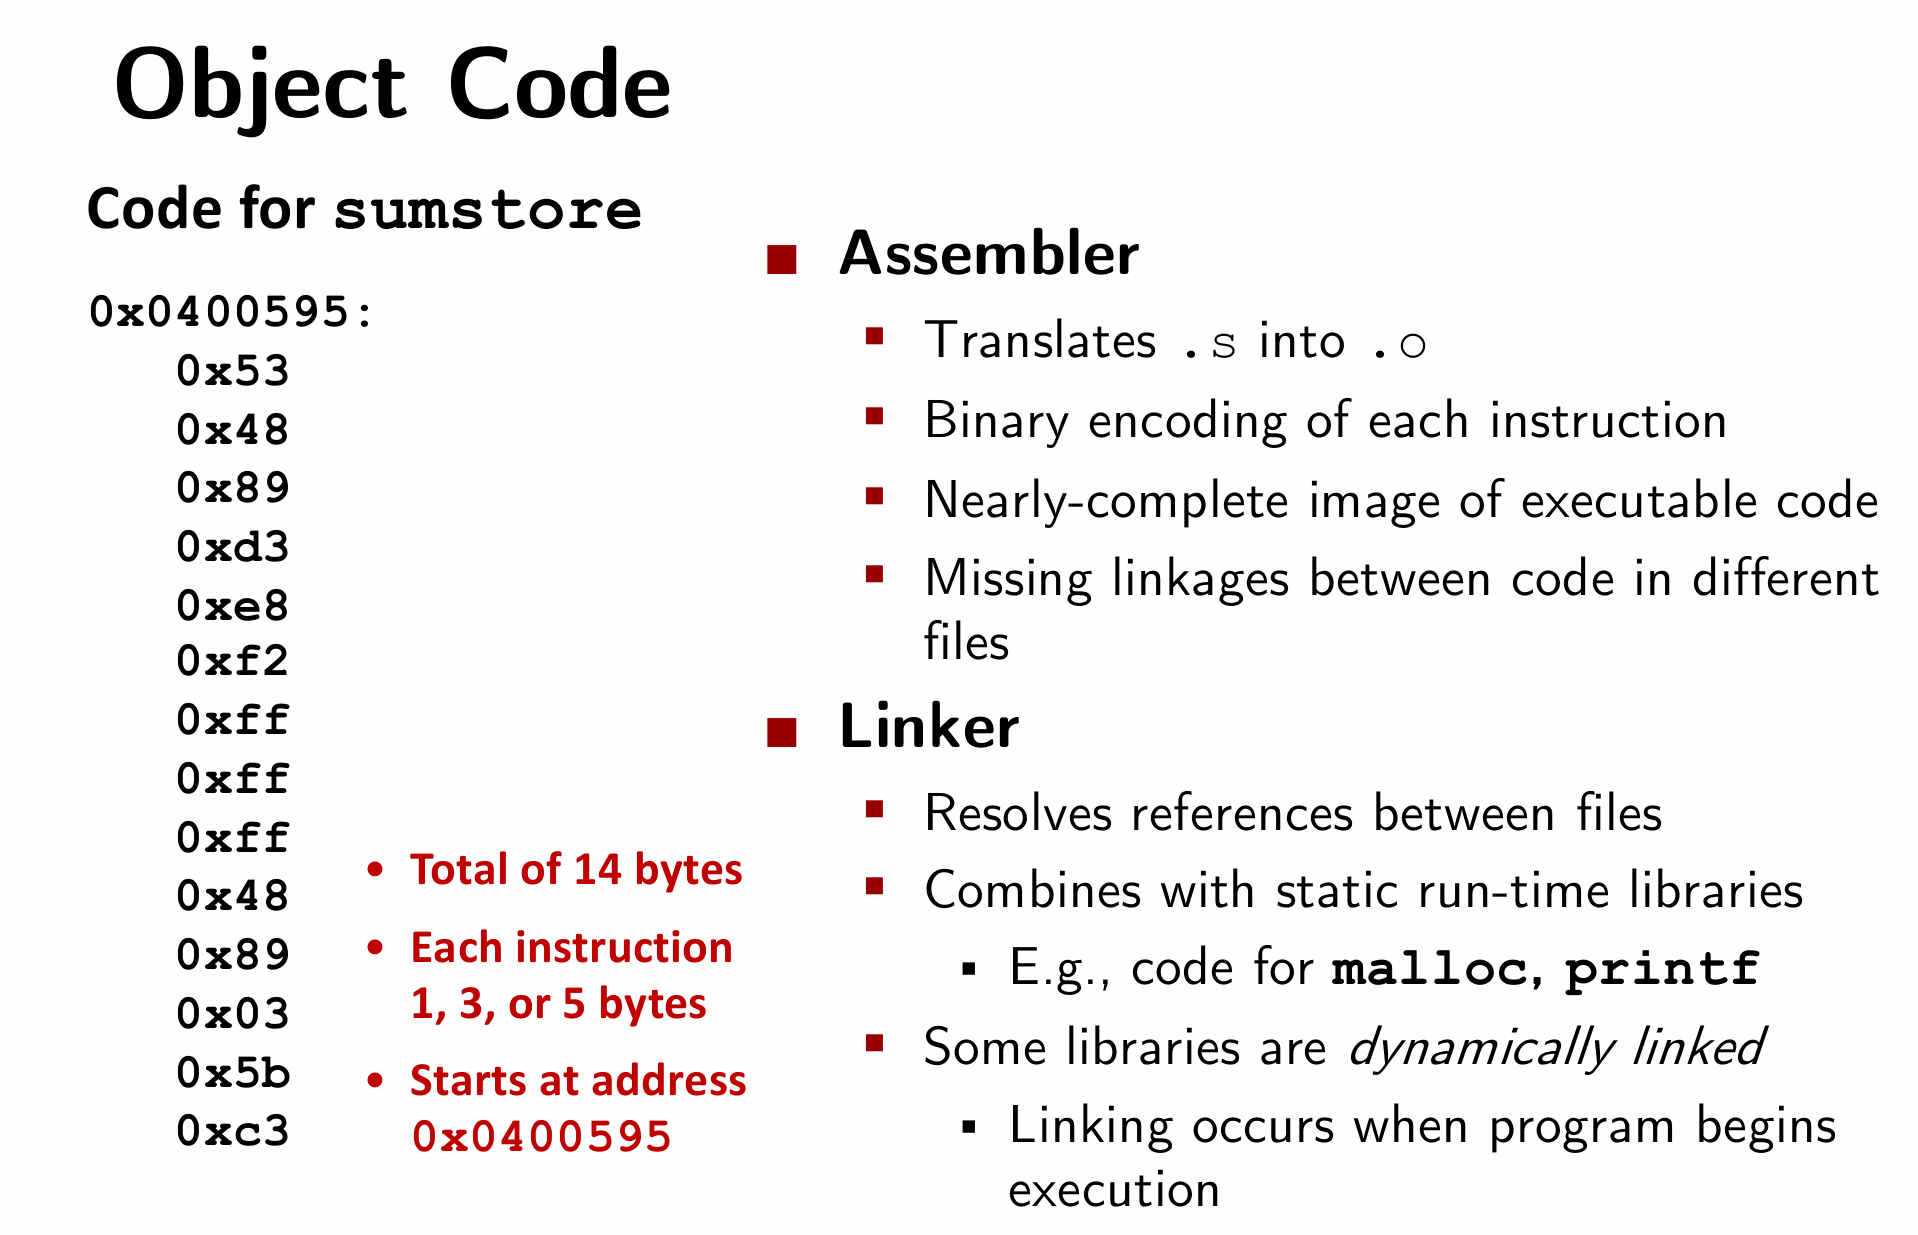 Object Code
Code for sumstore
0x0400595:
0x53
0x48
0x89
0xd3
0xe8
0xf2
0xff
0xff
0xff
0x48
0x89
0x03
0x5b
0xc3
• Total of 14 bytes
• Each instruction
1, 3, or 5 bytes
• Starts at address
0x0400595
■ Assembler
■ Translates .s into .o
■ Binary encoding of each instruction
■ Nearly-complete image of executable code
■ Missing linkages between code in different
files
■ Linker
■ Resolves references between files
■ Combines with static run-time libraries
▪ E.g., code for malloc, printf
■ Some libraries are dynamically linked
▪ Linking occurs when program begins
execution